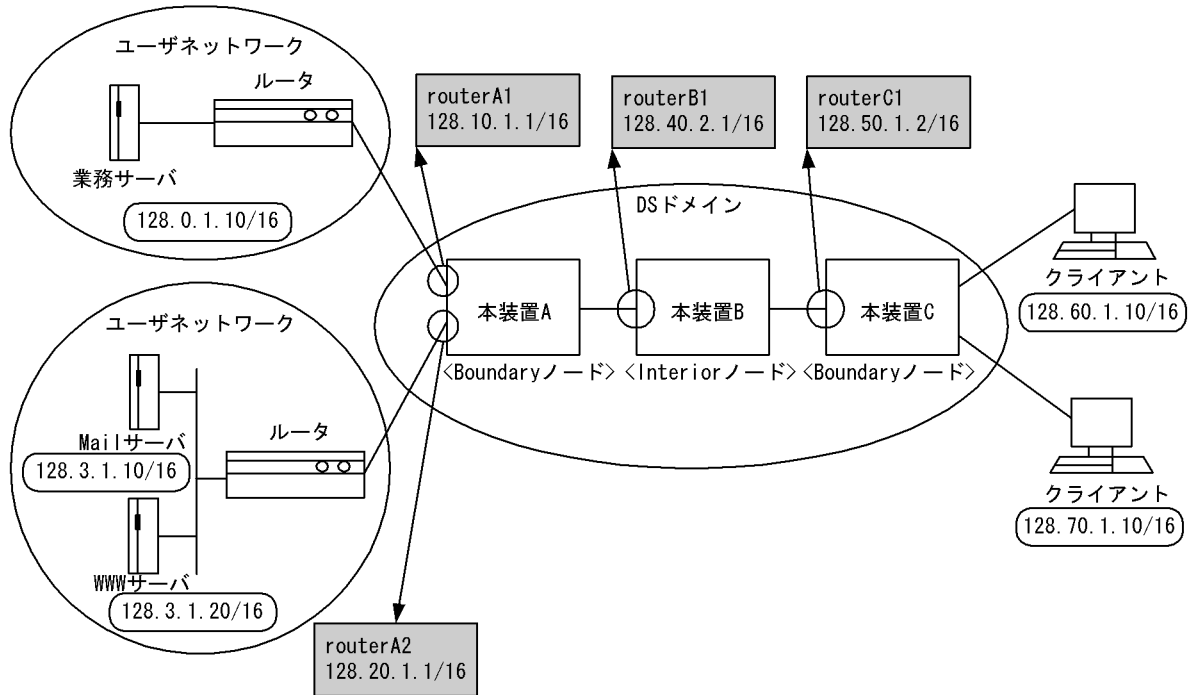 ユーザネットワーク
ルータ
業務サーバ
128.0.1.10/16
routerA1
128.10.1.1/16
routerB1
128.40.2.1/16
routerC1
128.50.1.2/16
DSドメイン
本装置A
本装置B
本装置C
<Boundaryノード>
<Interiorノード>
<Boundaryノード>
クライアント
128.60.1.10/16
クライアント
128.70.1.10/16
ユーザネットワーク
Mailサーバ
128.3.1.10/16
ルータ
WWWサーバ
128.3.1.20/16
routerA2
128.20.1.1/16